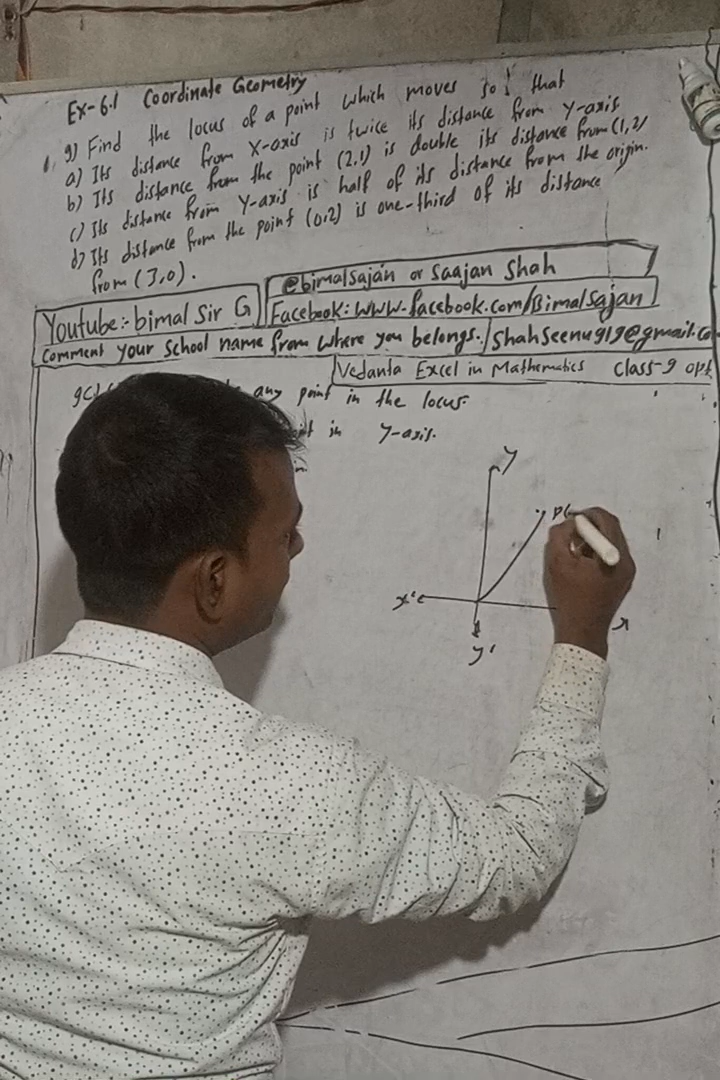 Ex-6.1 Coordinate Geometry
9) Find the locus of a point which moves so that
a) Its distance from X-axis is twice its distance from Y-axis
b) Its distance from the point (2,1) is double its distance from (1,2)
c) Its distance from Y-axis is half of its distance from the origin.
d) Its distance from the point (0,2) is one-third of its distance
from (3,0).
Youtube:- bimal Sir G
@bimalsajan or Saajan Shah
Facebook: www.facebook.com/Bimalsajan
Comment your School name from where you belongs. / Shahseenu919@gmail.co
Vedanta Excel in Mathematics Class-9 opt
9c) any point in the locus.
in Y-axis.
y
P(
x'
x
y'